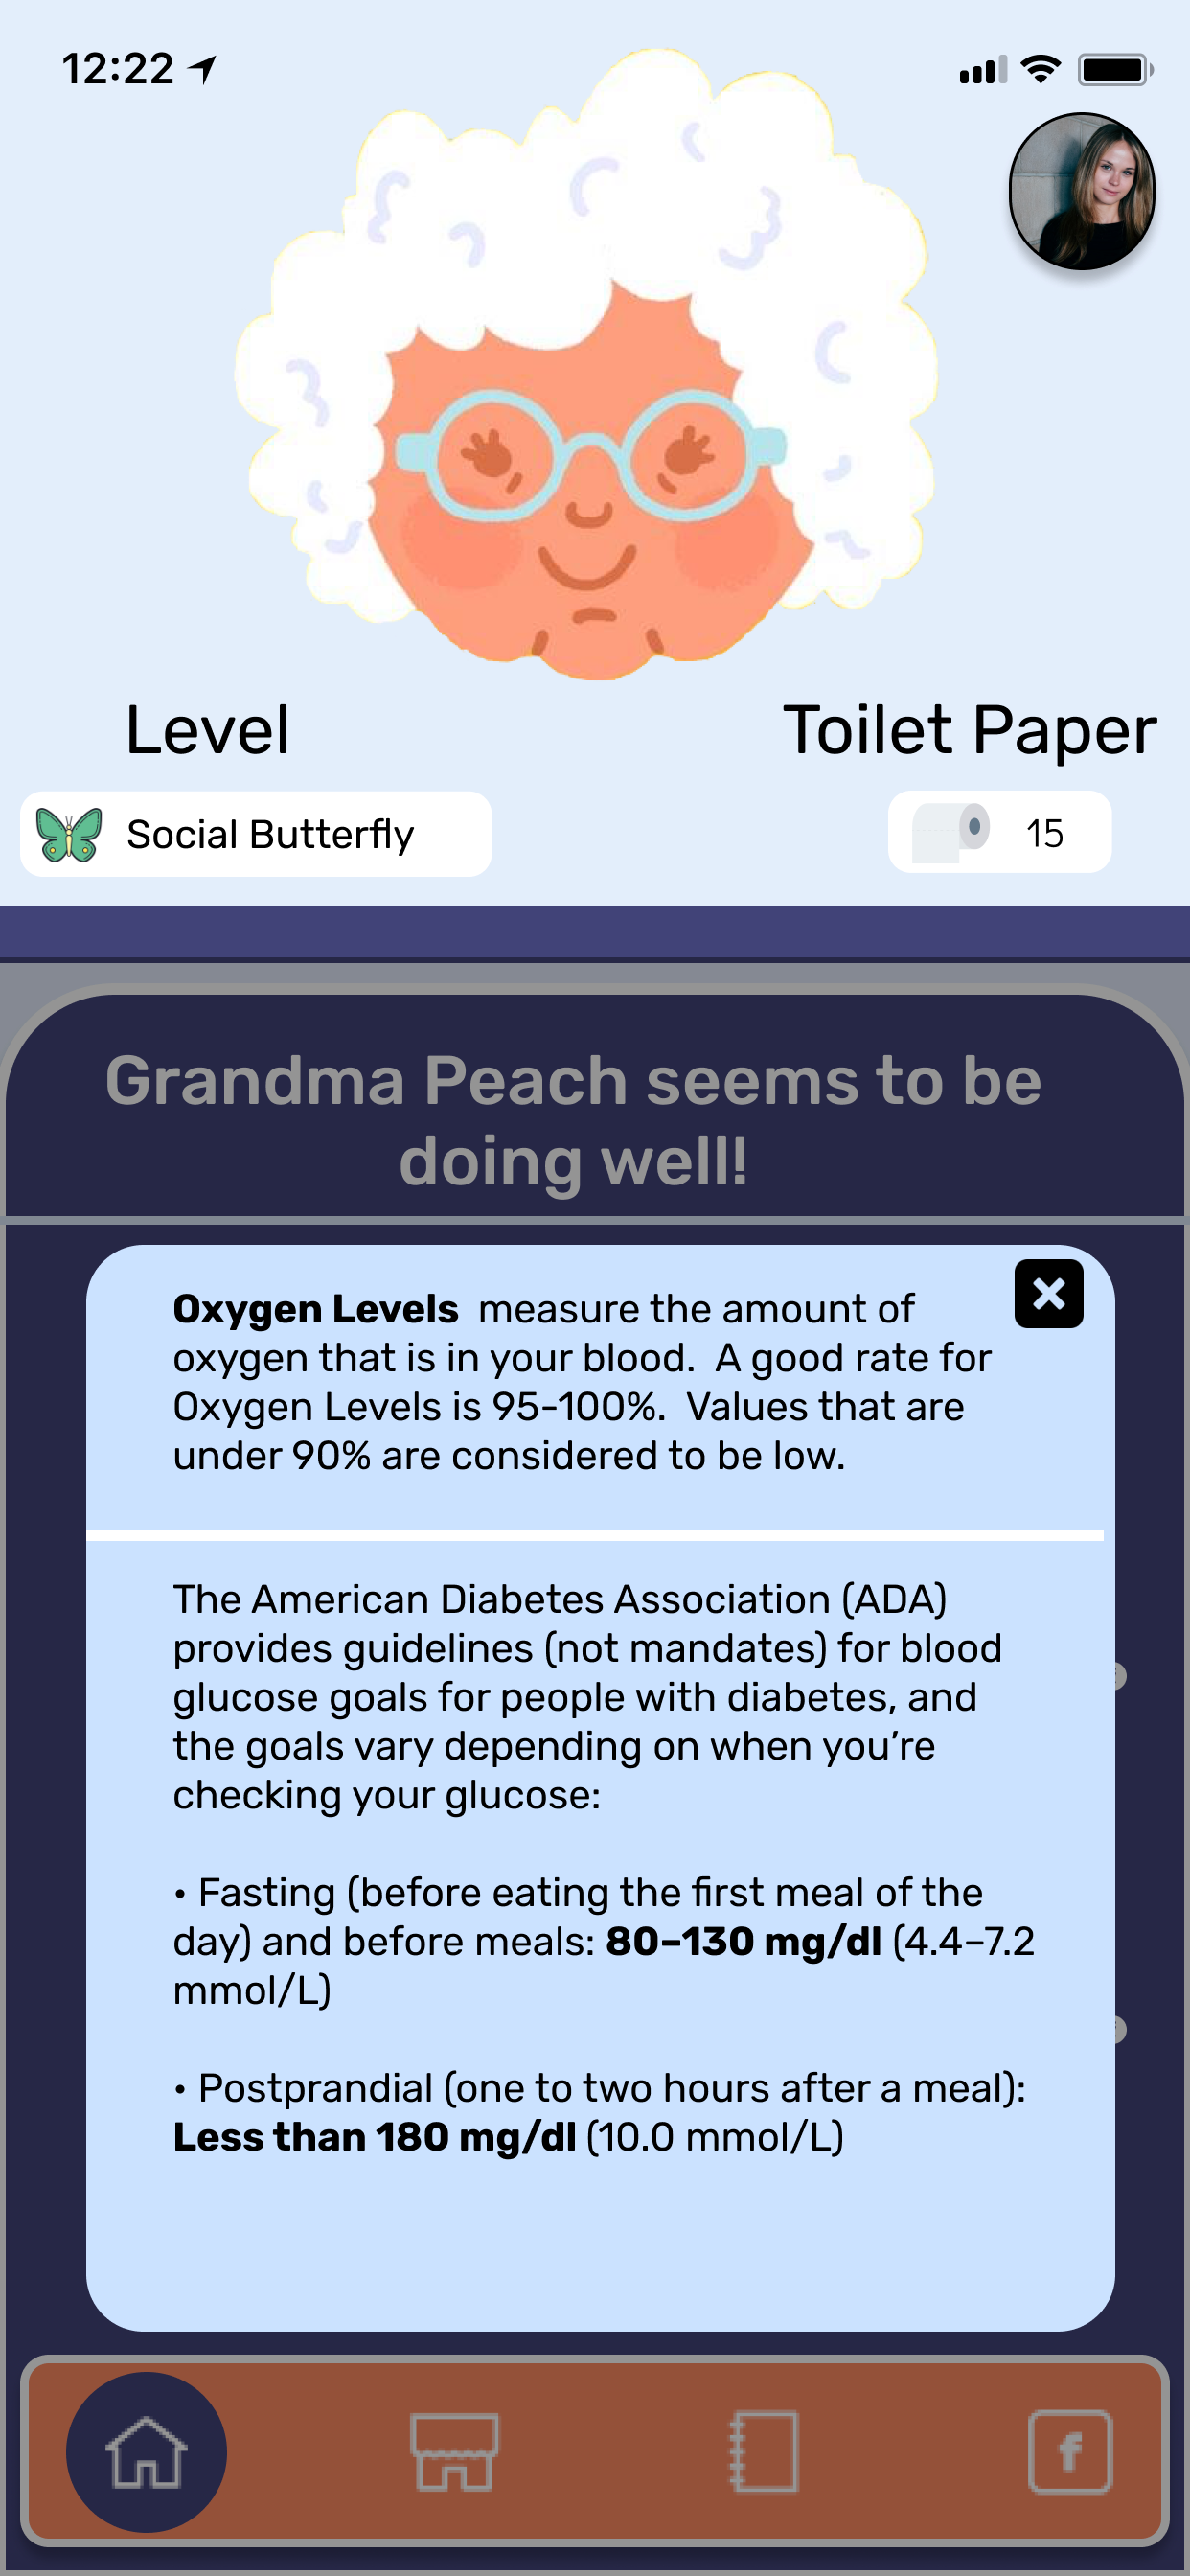 12:22
Level
Toilet Paper
Social Butterfly
15
Grandma Peach seems to be
doing well!
Oxygen Levels  measure the amount of
oxygen that is in your blood.  A good rate for
Oxygen Levels is 95-100%.  Values that are
under 90% are considered to be low.
The American Diabetes Association (ADA)
provides guidelines (not mandates) for blood
glucose goals for people with diabetes, and
the goals vary depending on when you’re
checking your glucose:
• Fasting (before eating the first meal of the
day) and before meals: 80–130 mg/dl (4.4–7.2
mmol/L)
• Postprandial (one to two hours after a meal):
Less than 180 mg/dl (10.0 mmol/L)
f